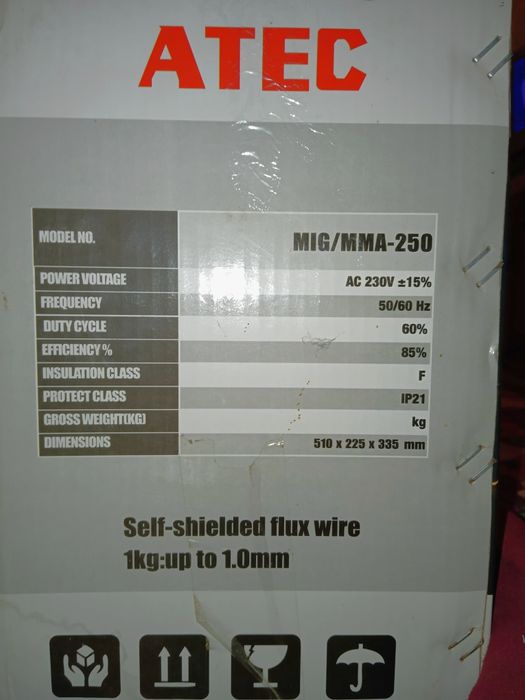 ATEC
MODEL NO. MIG/MMA-250
POWER VOLTAGE AC 230V ±15%
FREQUENCY 50/60 Hz
DUTY CYCLE 60%
EFFICIENCY % 85%
INSULATION CLASS F
PROTECT CLASS IP21
GROSS WEIGHT(KG) kg
DIMENSIONS 510 x 225 x 335 mm
Self-shielded flux wire
1kg:up to 1.0mm